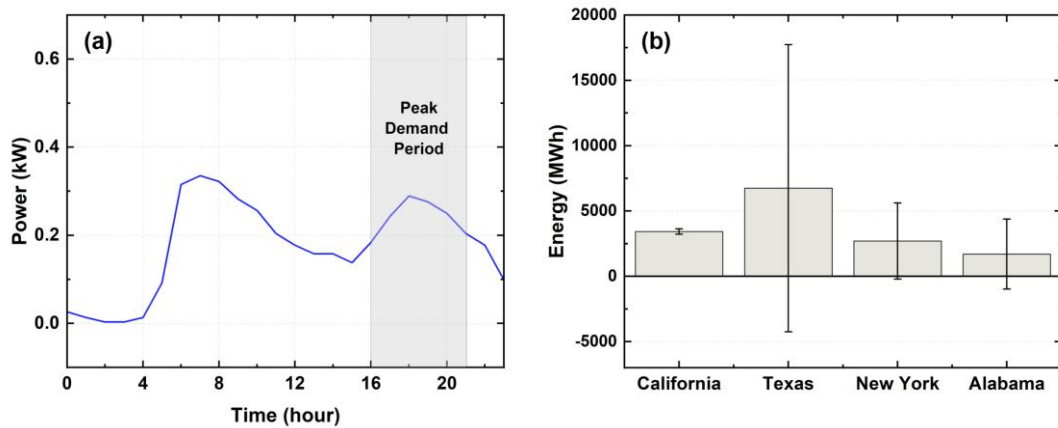 (a)
0.6
0.4
0.2
0.0
Power (kW)
Peak
Demand
Period
0 4 8 12 16 20
Time (hour)
(b)
20000
15000
10000
5000
0
-5000
Energy (MWh)
California Texas New York Alabama